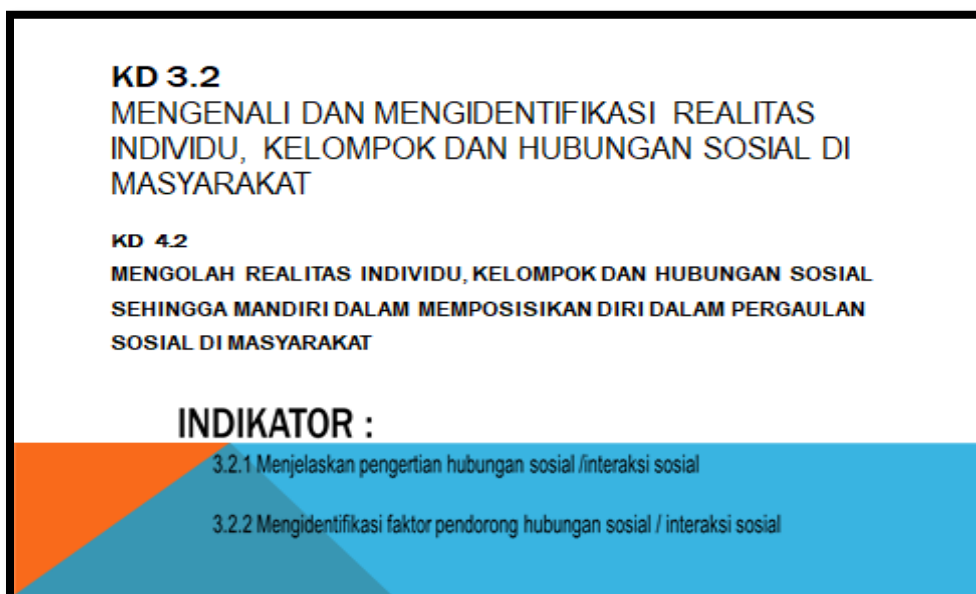 KD 3.2
MENGENALI DAN MENGIDENTIFIKASI REALITAS
INDIVIDU, KELOMPOK DAN HUBUNGAN SOSIAL DI
MASYARAKAT
KD 4.2
MENGOLAH REALITAS INDIVIDU, KELOMPOK DAN HUBUNGAN SOSIAL
SEHINGGA MANDIRI DALAM MEMPOSISIKAN DIRI DALAM PERGAULAN
SOSIAL DI MASYARAKAT
INDIKATOR :
3.2.1 Menjelaskan pengertian hubungan sosial /interaksi sosial
3.2.2 Mengidentifikasi faktor pendorong hubungan sosial / interaksi sosial